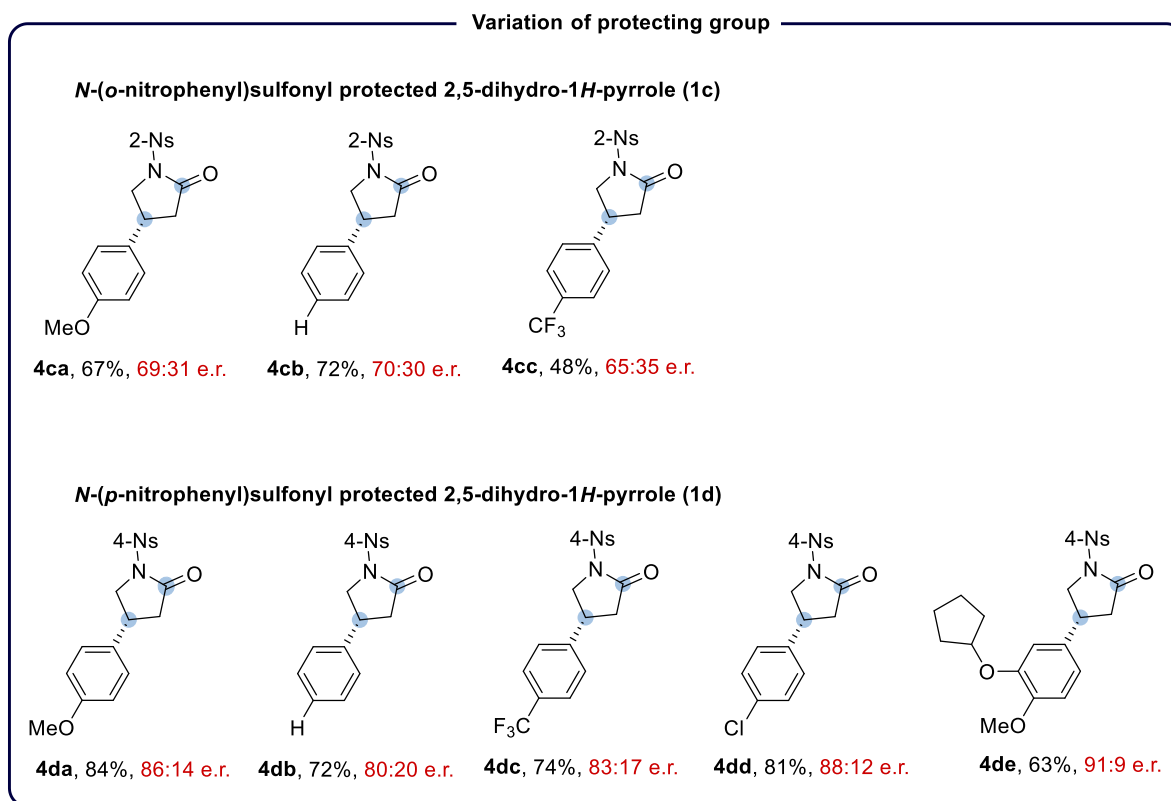 Variation of protecting group
N-(o-nitrophenyl)sulfonyl protected 2,5-dihydro-1H-pyrrole (1c)
2-Ns 2-Ns 2-Ns
N O N O N O
MeO H CF3
4ca, 67%, 69:31 e.r. 4cb, 72%, 70:30 e.r. 4cc, 48%, 65:35 e.r.
N-(p-nitrophenyl)sulfonyl protected 2,5-dihydro-1H-pyrrole (1d)
4-Ns 4-Ns 4-Ns 4-Ns 4-Ns
N O N O N O N O N O
O
MeO H F3C Cl MeO
4da, 84%, 86:14 e.r. 4db, 72%, 80:20 e.r. 4dc, 74%, 83:17 e.r. 4dd, 81%, 88:12 e.r. 4de, 63%, 91:9 e.r.